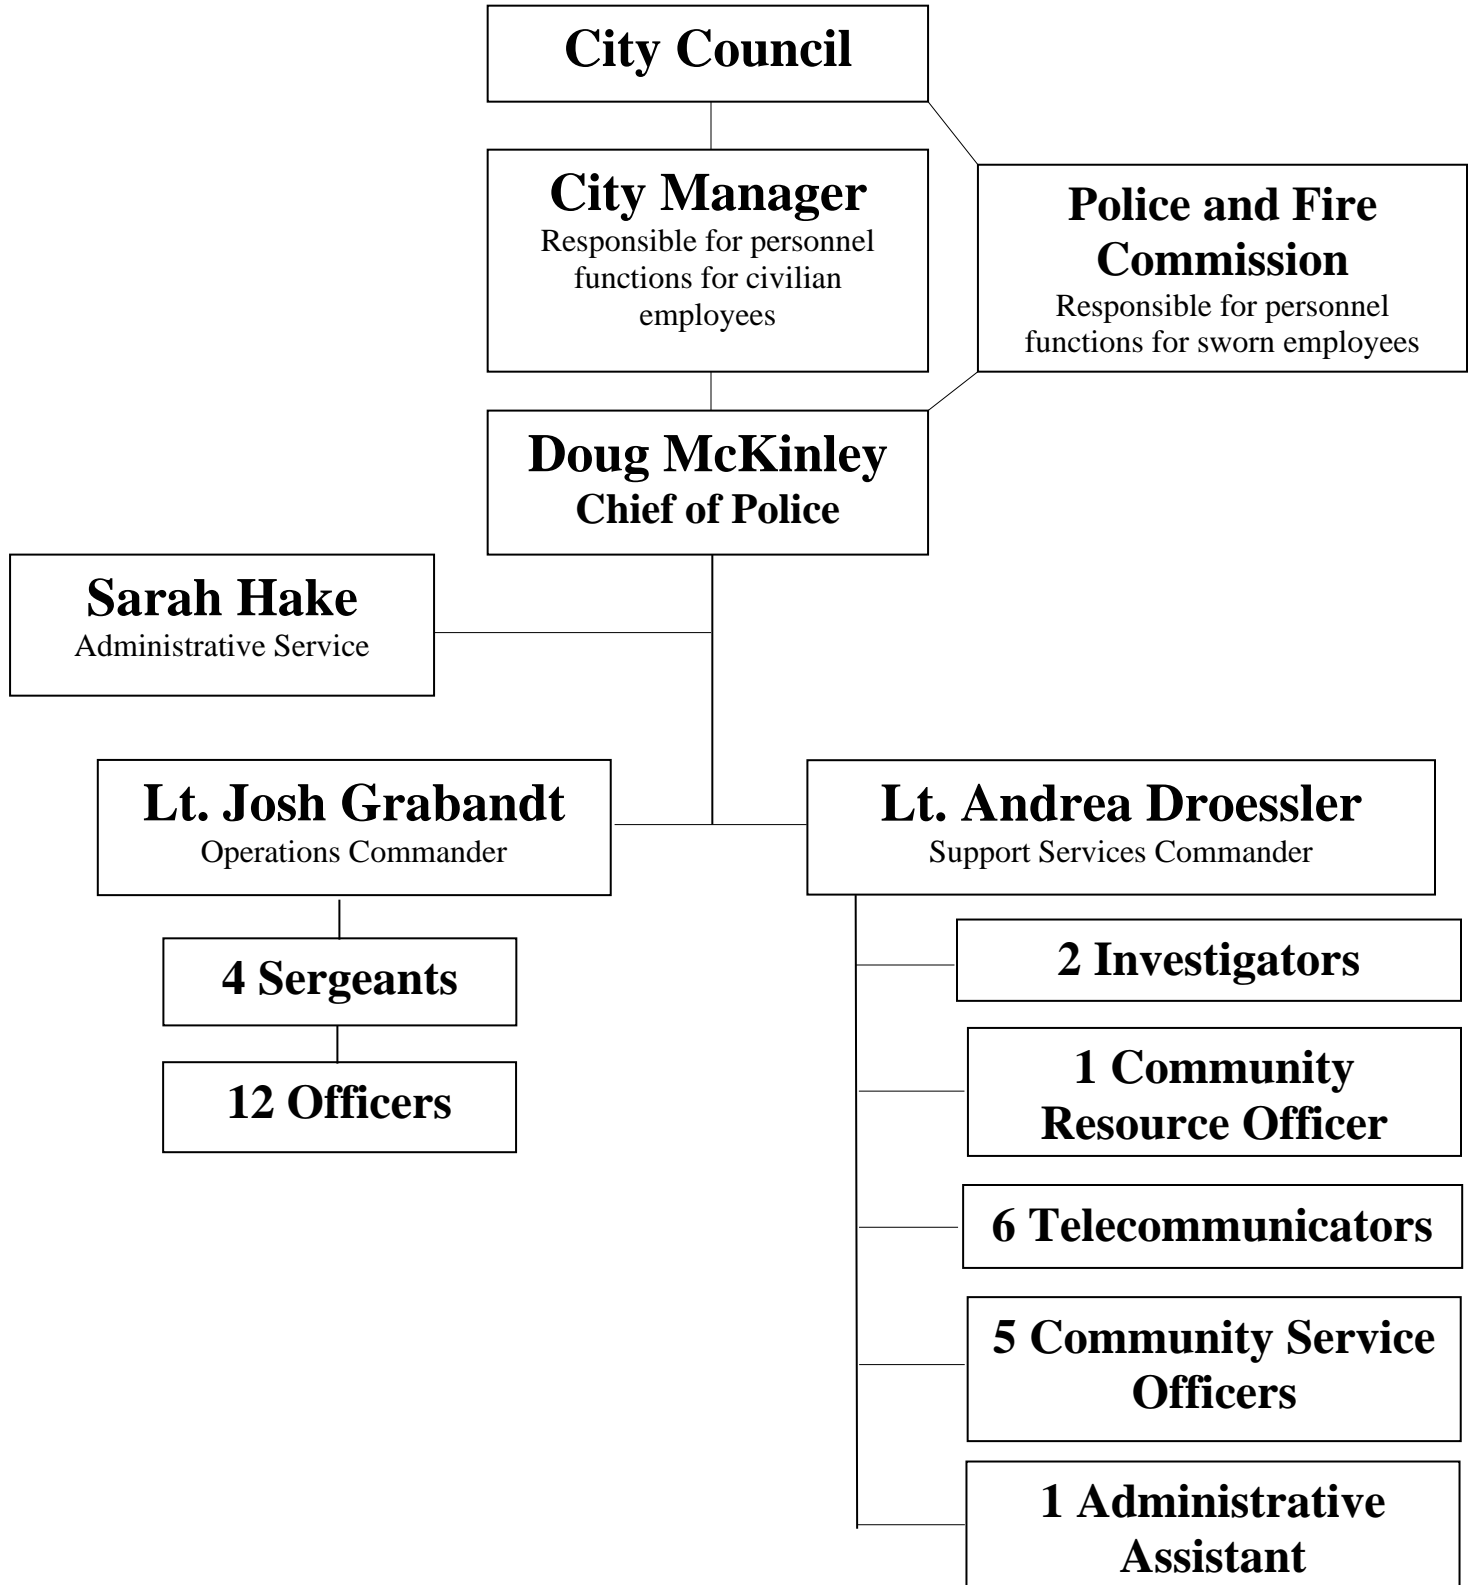 City Council
City Manager
Responsible for personnel
functions for civilian
employees
Police and Fire
Commission
Responsible for personnel
functions for sworn employees
Doug McKinley
Chief of Police
Sarah Hake
Administrative Service
Lt. Josh Grabandt
Operations Commander
4 Sergeants
12 Officers
Lt. Andrea Droessler
Support Services Commander
2 Investigators
1 Community
Resource Officer
6 Telecommunicators
5 Community Service
Officers
1 Administrative
Assistant